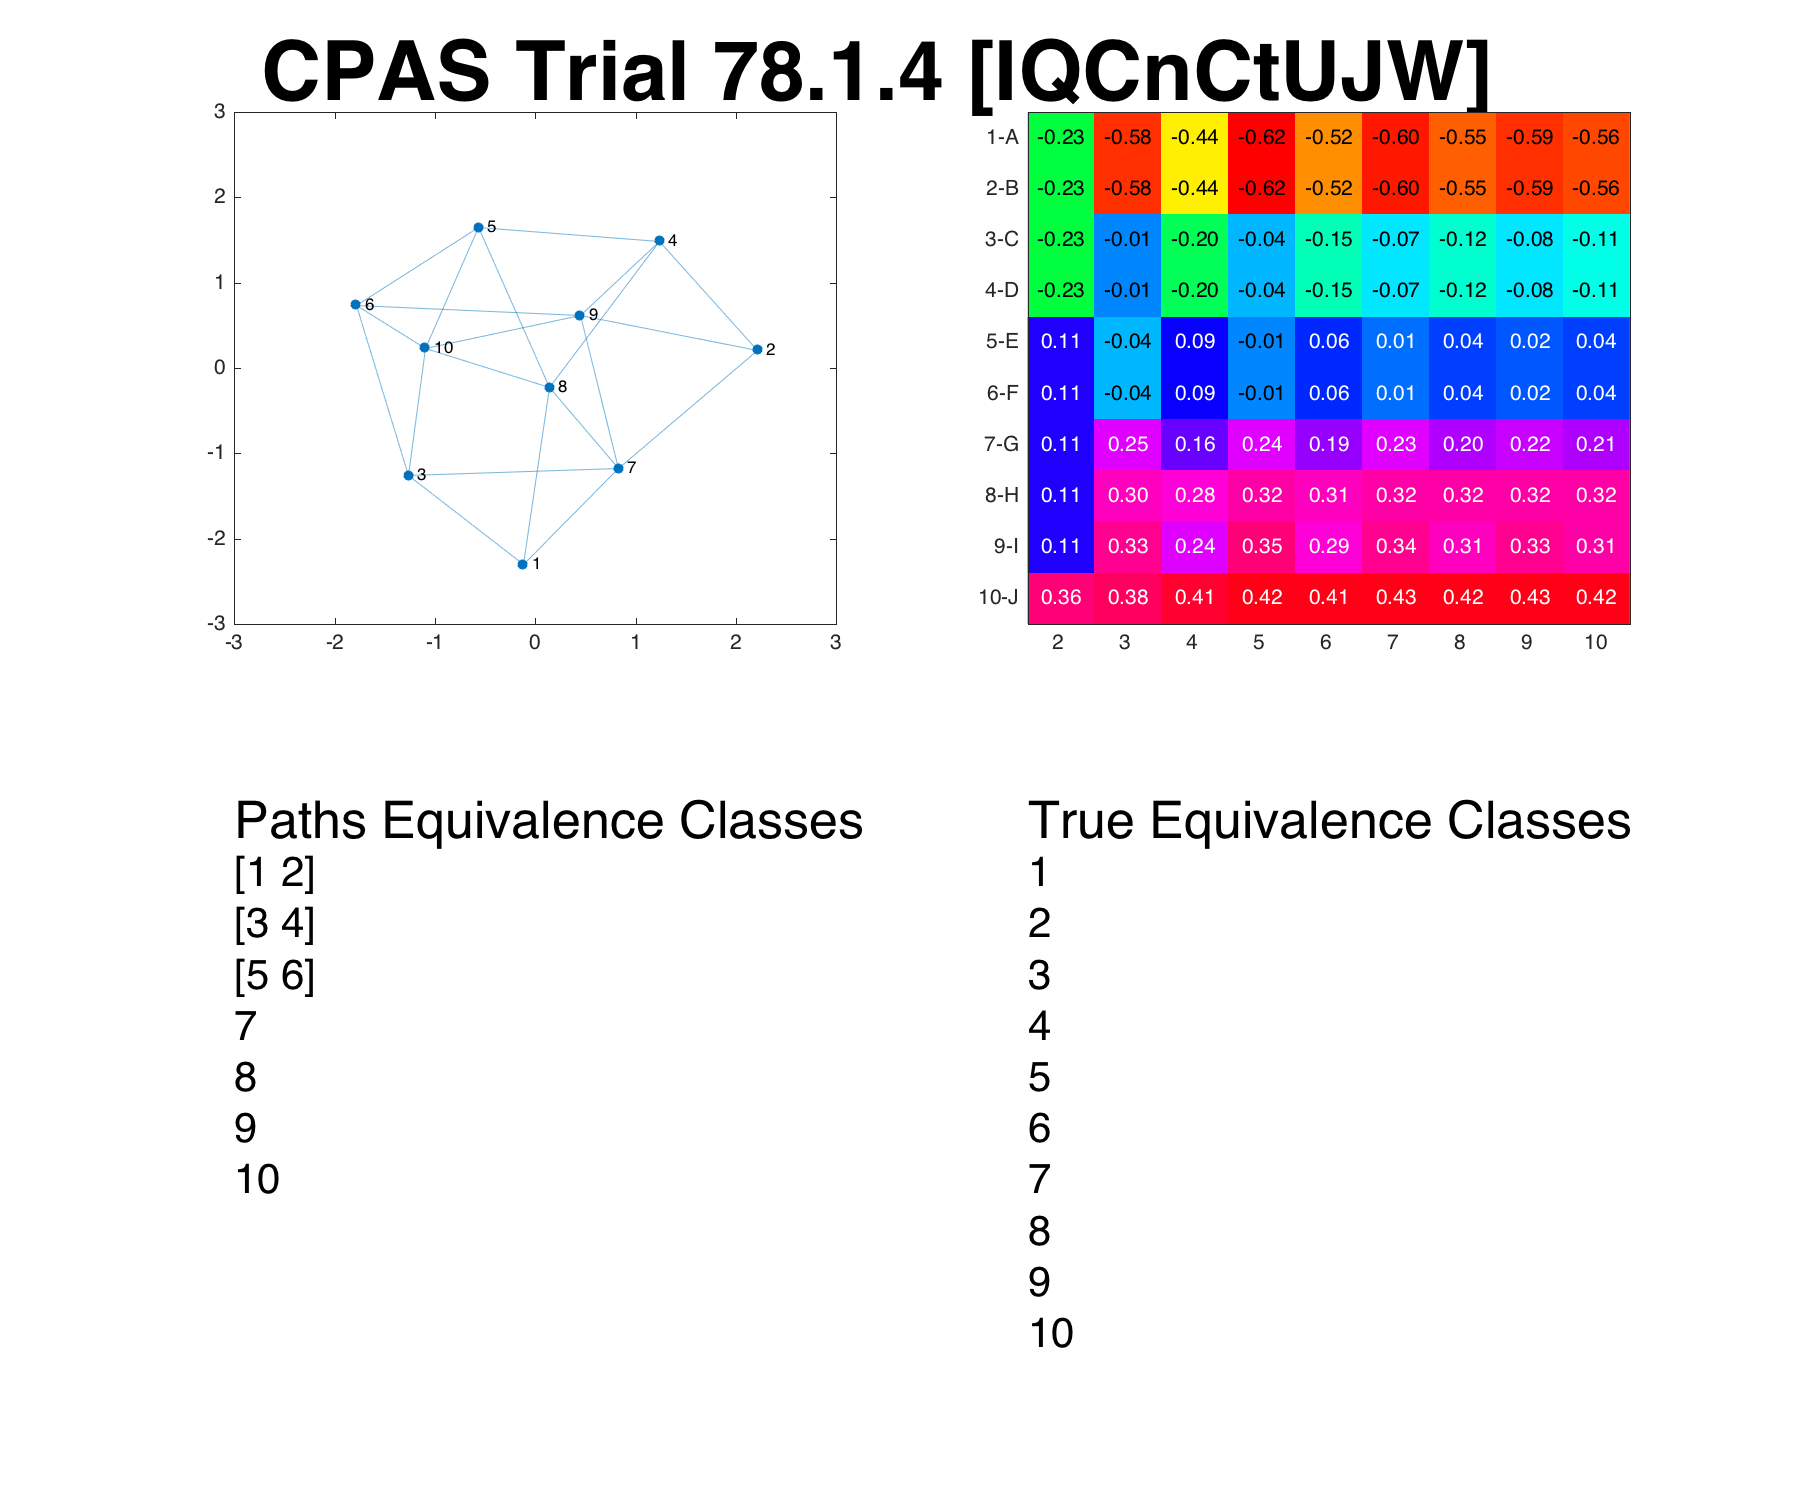 CPAS Trial 78.1.4 [IQCnCtUJW]
3
2
1
0
-1
-2
-3
-3 -2 -1 0 1 2 3
5
4
6
9
10
2
8
7
3
1
1-A -0.23 -0.58 -0.44 -0.62 -0.52 -0.60 -0.55 -0.59 -0.56
2-B -0.23 -0.58 -0.44 -0.62 -0.52 -0.60 -0.55 -0.59 -0.56
3-C -0.23 -0.01 -0.20 -0.04 -0.15 -0.07 -0.12 -0.08 -0.11
4-D -0.23 -0.01 -0.20 -0.04 -0.15 -0.07 -0.12 -0.08 -0.11
5-E 0.11 -0.04 0.09 -0.01 0.06 0.01 0.04 0.02 0.04
6-F 0.11 -0.04 0.09 -0.01 0.06 0.01 0.04 0.02 0.04
7-G 0.11 0.25 0.16 0.24 0.19 0.23 0.20 0.22 0.21
8-H 0.11 0.30 0.28 0.32 0.31 0.32 0.32 0.32 0.32
9-I 0.11 0.33 0.24 0.35 0.29 0.34 0.31 0.33 0.31
10-J 0.36 0.38 0.41 0.42 0.41 0.43 0.42 0.43 0.42
2 3 4 5 6 7 8 9 10
Paths Equivalence Classes
[1 2]
[3 4]
[5 6]
7
8
9
10
True Equivalence Classes
1
2
3
4
5
6
7
8
9
10